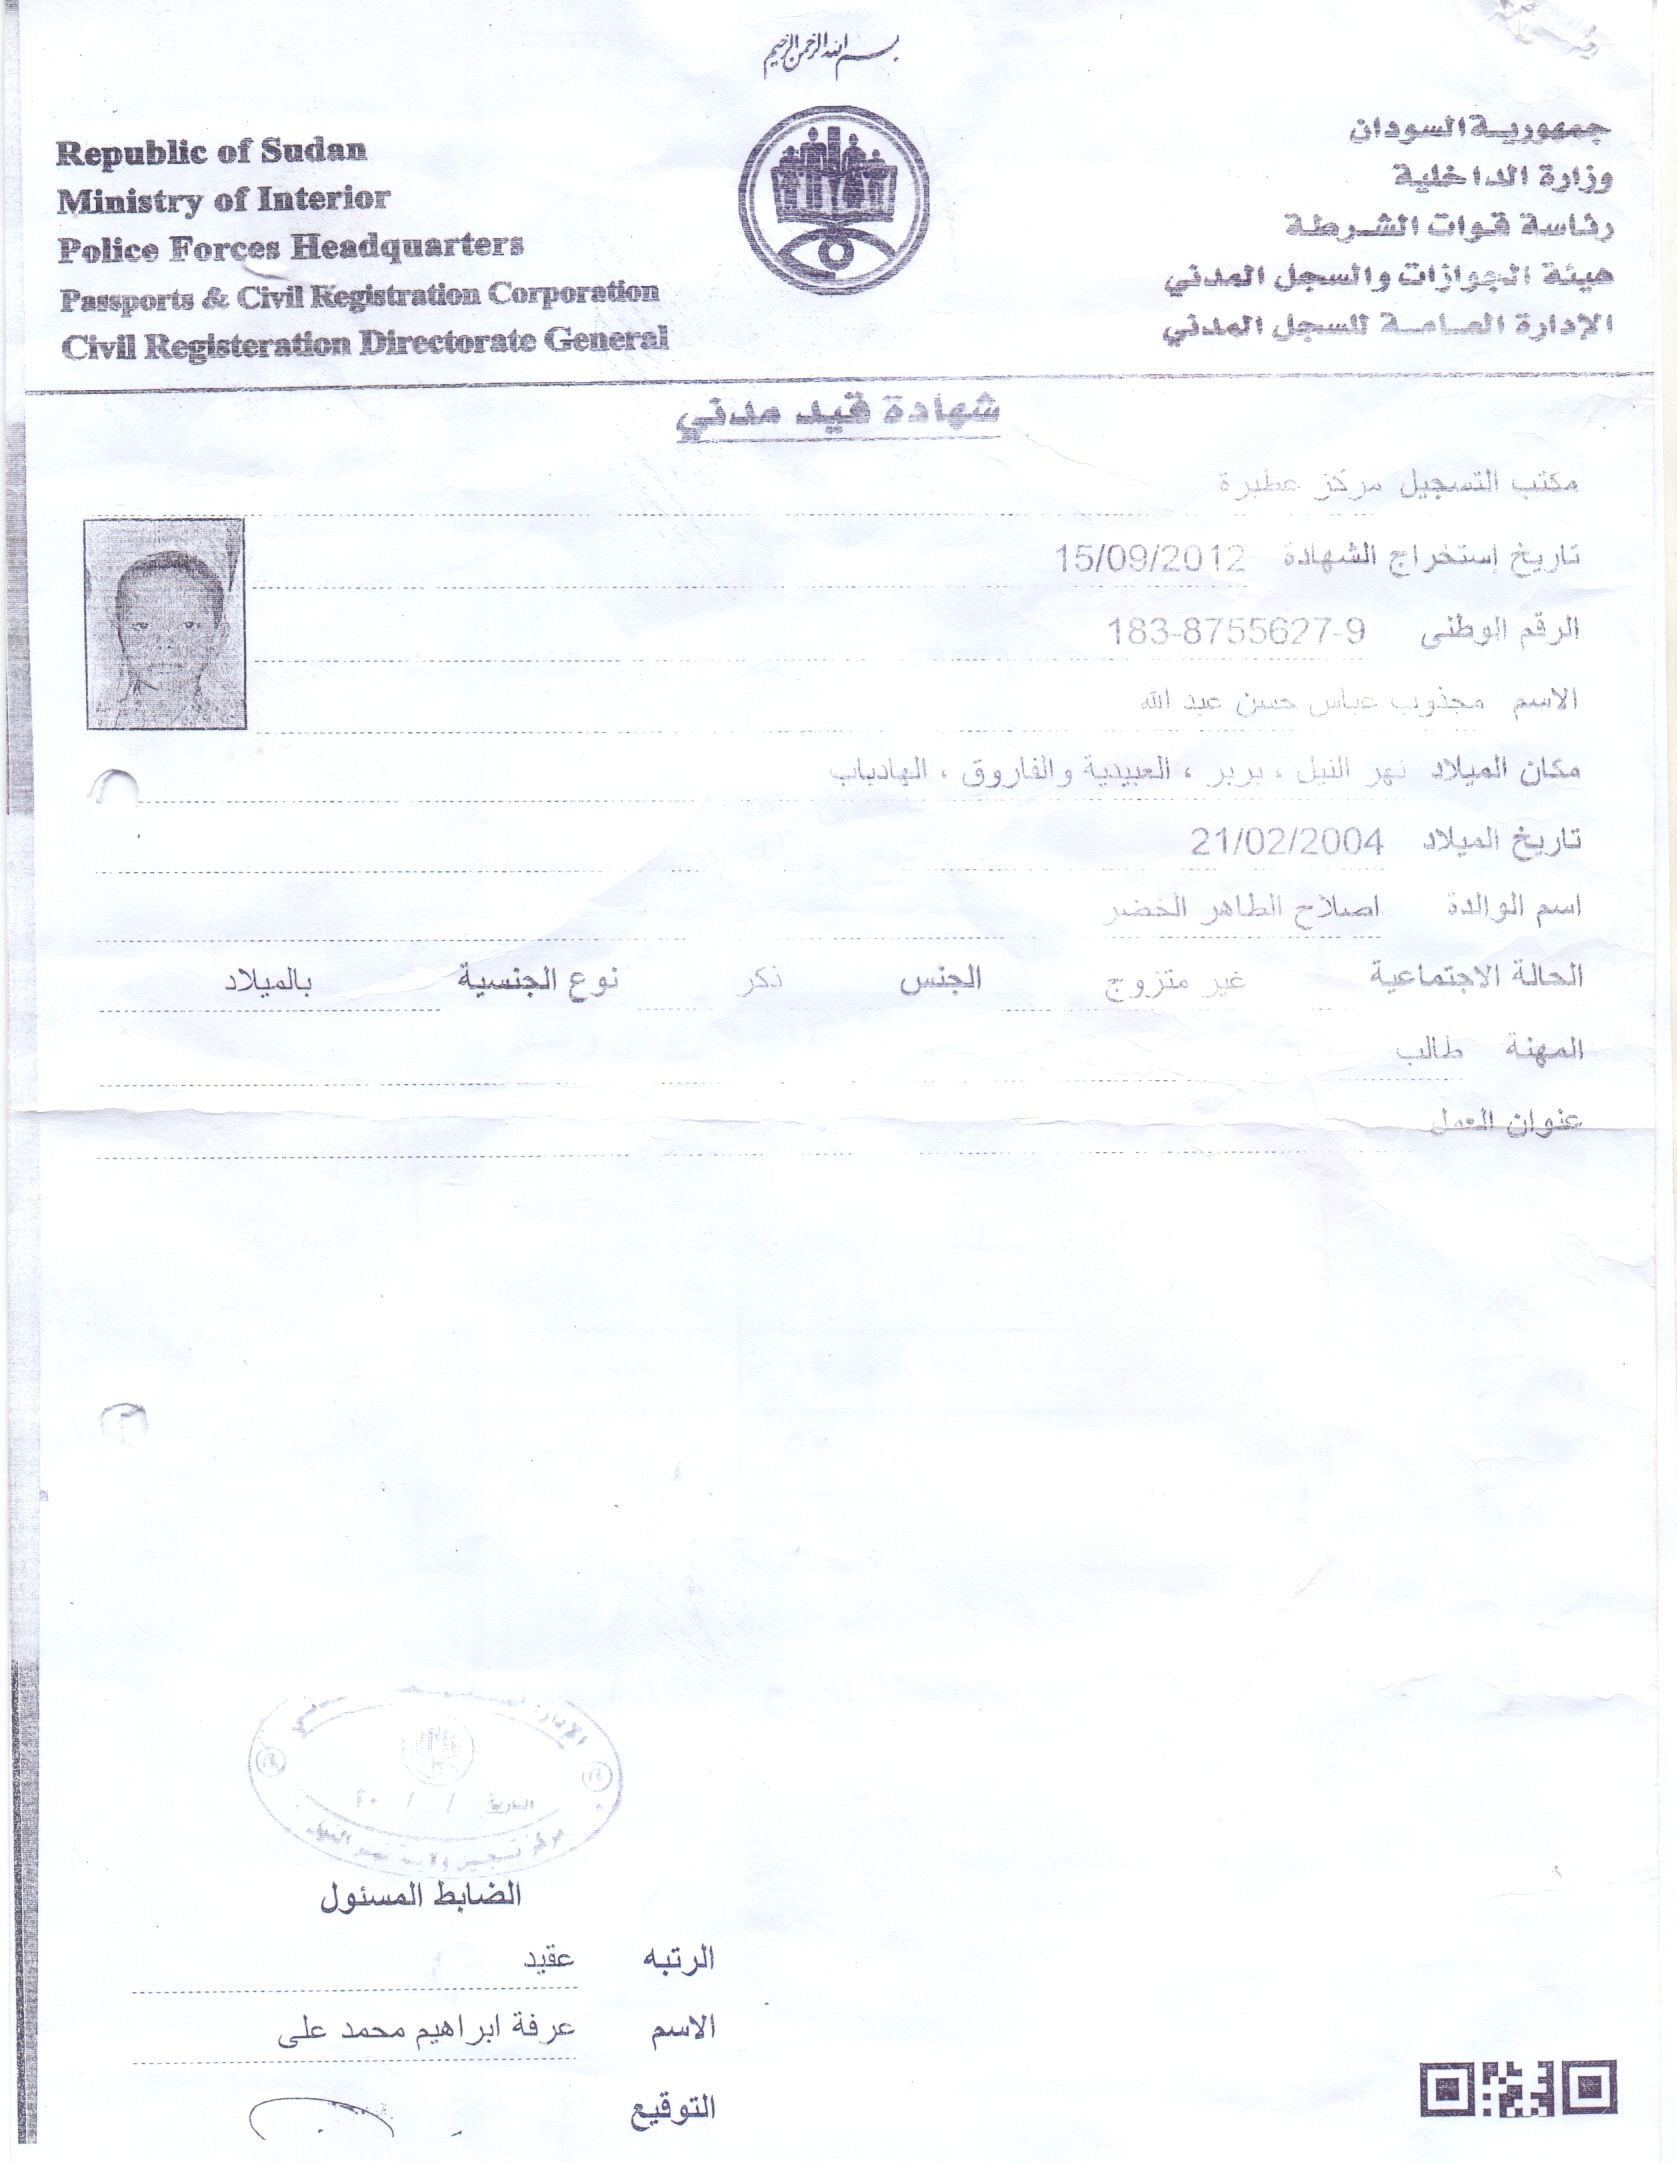 بسم الله الرحمن الرحيم
Republic of Sudan
Ministry of Interior
Police Forces Headquarters
Passports & Civil Registration Corporation
Civil Registeration Directorate General
جمهورية السودان
وزارة الداخلية
رئاسة قوات الشرطة
هيئة الجوازات والسجل المدني
الإدارة العامة للسجل المدني
شهادة قيد مدني
مكتب التسجيل مركز عطبرة
تاريخ إستخراج الشهادة 15/09/2012
الرقم الوطنى 183-8755627-9
الاسم مجذوب عباس حسن عبد الله
مكان الميلاد نهر النيل ، بربر ، العبيدية والفاروق ، الهادباب
تاريخ الميلاد 21/02/2004
اسم الوالدة اصلاح الطاهر الخضر
الحالة الاجتماعية غير متزوج الجنس ذكر نوع الجنسية بالميلاد
المهنة طالب
عنوان العمل
التاريخ / / ٢٠
مركز تسجيل ولاية نهر النيل
الضابط المسئول
الرتبه عقيد
الاسم عرفة ابراهيم محمد على
التوقيع